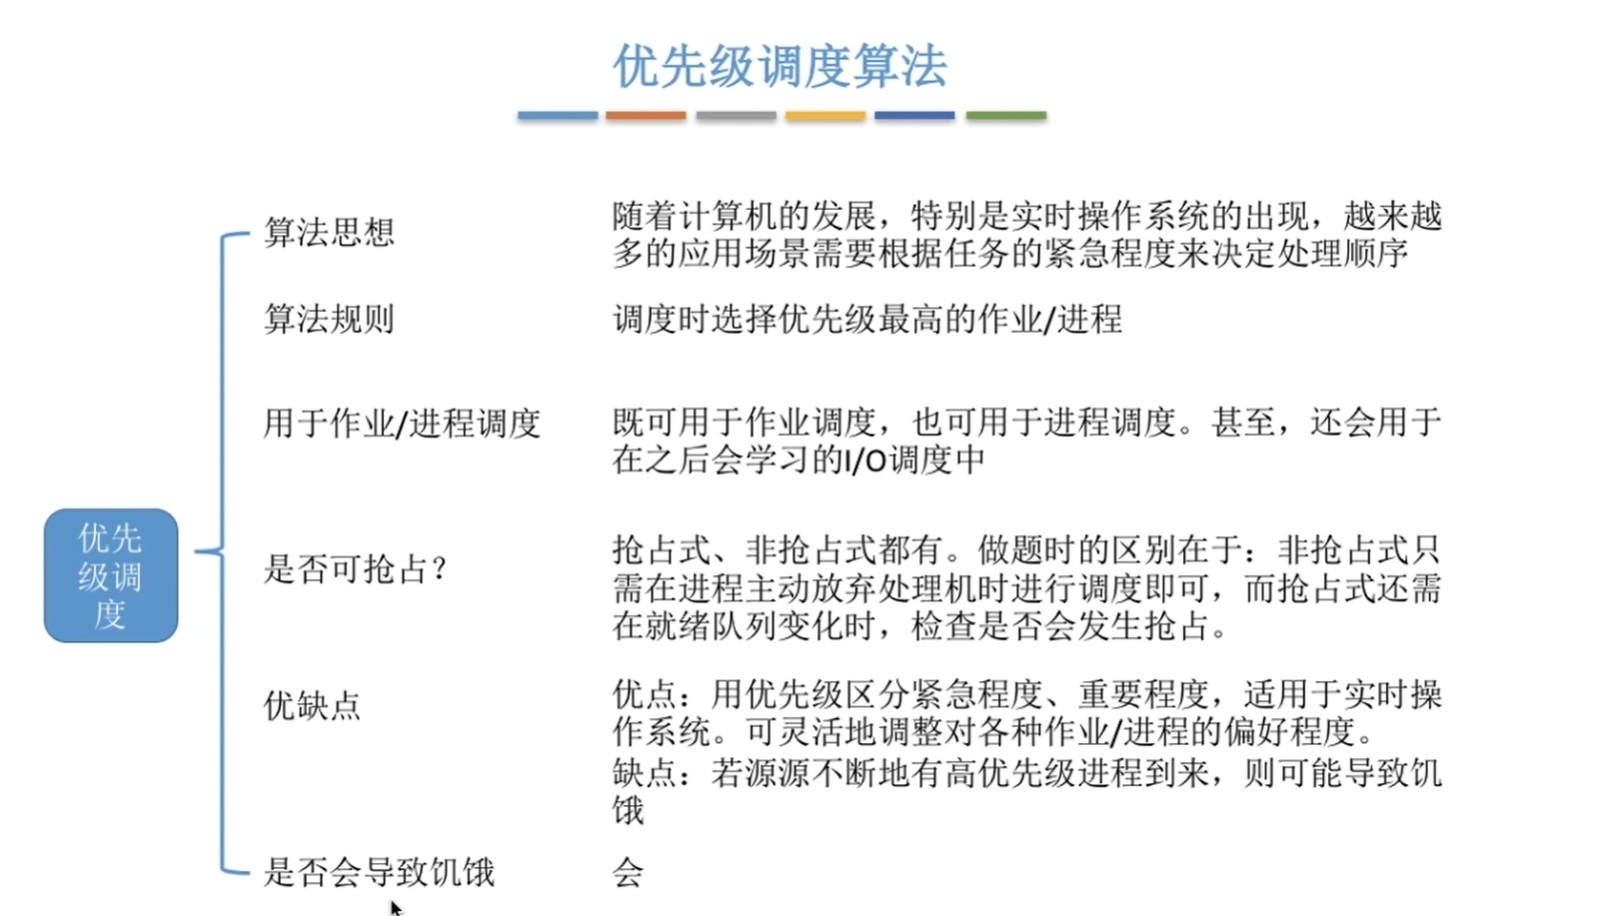 优先级调度算法
算法思想
随着计算机的发展，特别是实时操作系统的出现，越来越
多的应用场景需要根据任务的紧急程度来决定处理顺序
算法规则
调度时选择优先级最高的作业/进程
用于作业/进程调度
既可用于作业调度，也可用于进程调度。甚至，还会用于
在之后会学习的I/O调度中
优先
级调
度
是否可抢占？
抢占式、非抢占式都有。做题时的区别在于：非抢占式只
需在进程主动放弃处理机时进行调度即可，而抢占式还需
在就绪队列变化时，检查是否会发生抢占。
优缺点
优点：用优先级区分紧急程度、重要程度，适用于实时操
作系统。可灵活地调整对各种作业/进程的偏好程度。
缺点：若源源不断地有高优先级进程到来，则可能导致饥
饿
是否会导致饥饿
会